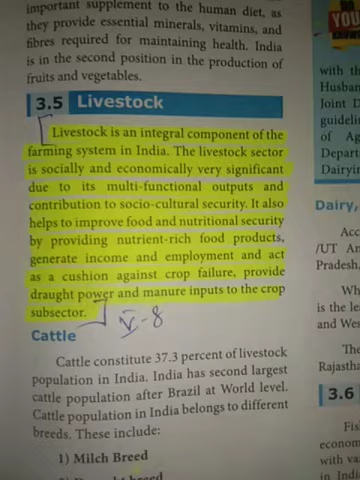 important supplement to the human diet, as
they provide essential minerals, vitamins, and
fibres required for maintaining health. India
is in the second position in the production of
fruits and vegetables.
3.5 Livestock
Livestock is an integral component of the
farming system in India. The livestock sector
is socially and economically very significant
due to its multi-functional outputs and
contribution to socio-cultural security. It also
helps to improve food and nutritional security
by providing nutrient-rich food products,
generate income and employment and act
as a cushion against crop failure, provide
draught power and manure inputs to the crop
subsector.
Cattle
Cattle constitute 37.3 percent of livestock
population in India. India has second largest
cattle population after Brazil at World level.
Cattle population in India belongs to different
breeds. These include:
1) Milch Breed
YOU
with th
Husban
Joint D
guideli
of Ag
Depart
Dairyin
Dairy,
Acc
/UT An
Pradesh,
Wh
is the lea
and Wes
The
Rajastha
3.6
Fis
econom
with va
in Indi